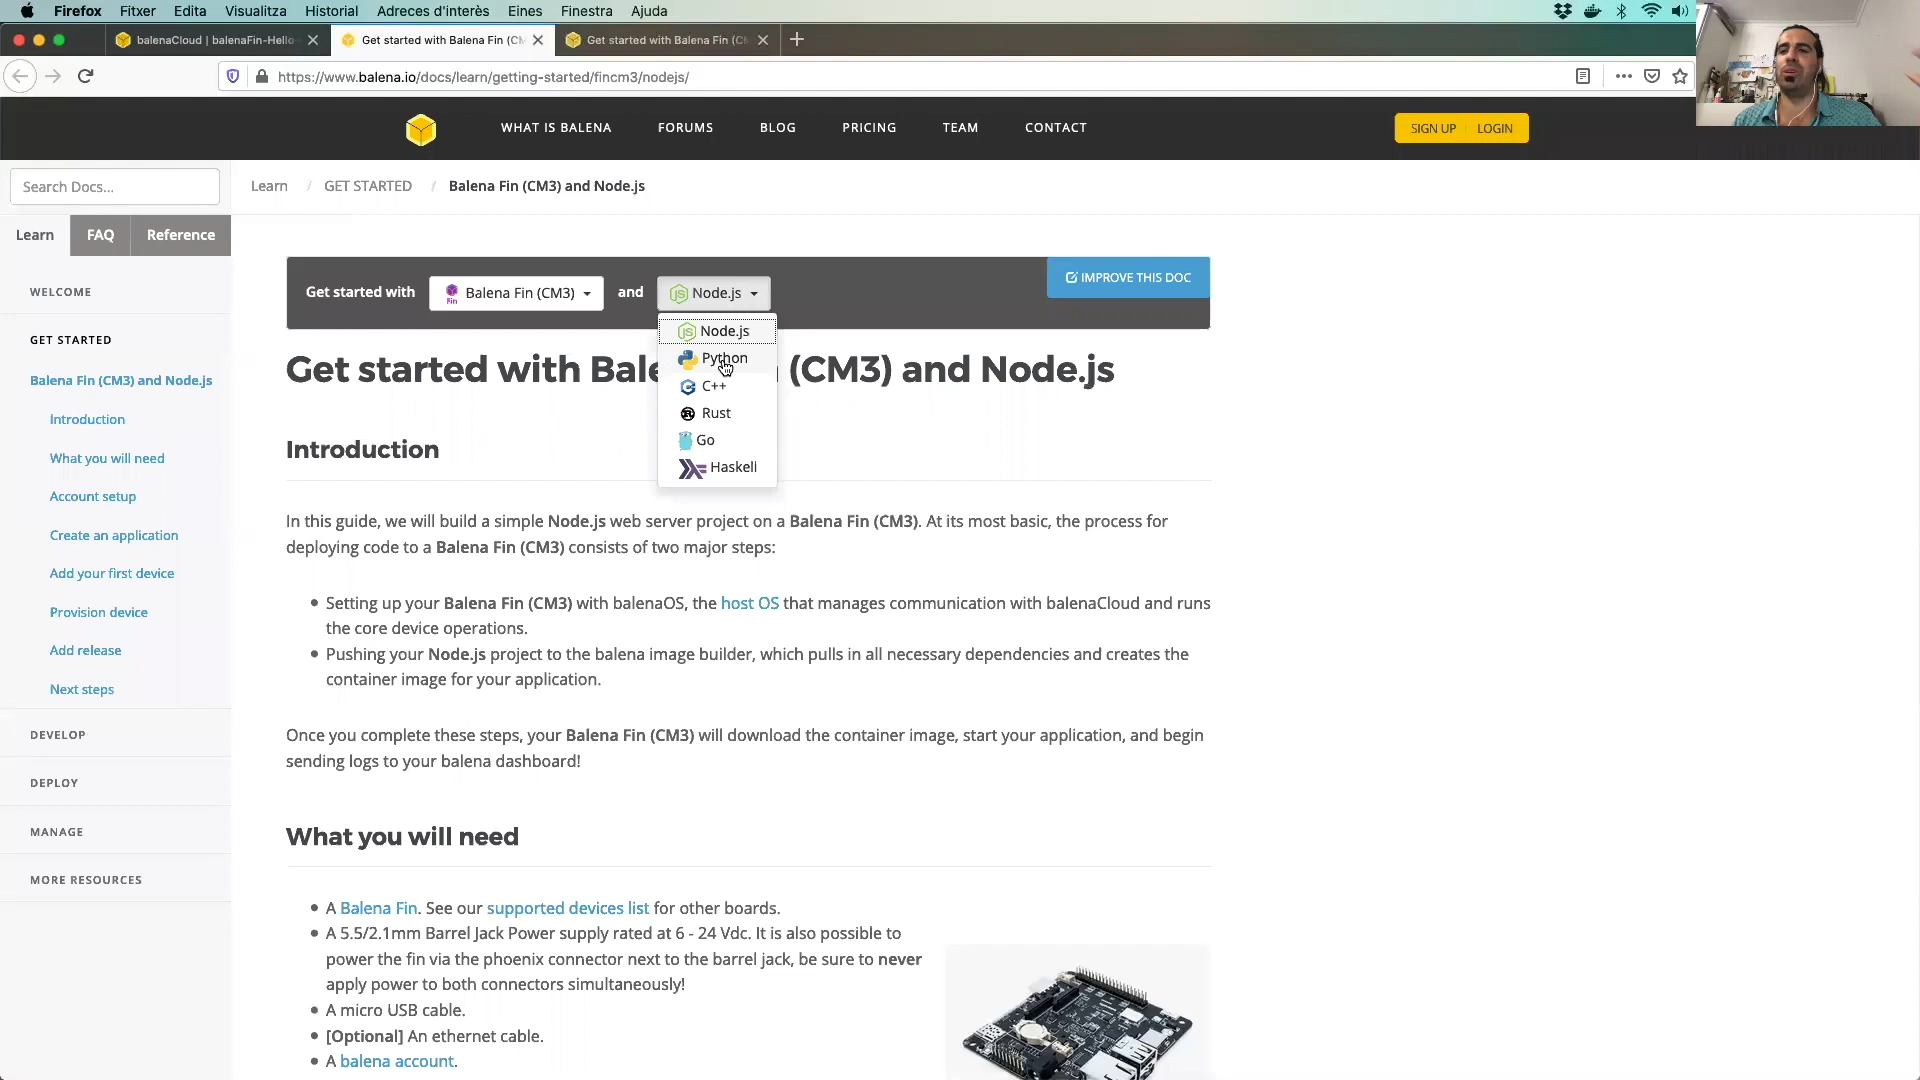 Firefox Fitxer Edita Visualitza Historial Adreces d'interès Eines Finestra Ajuda
balenaCloud | balenaFin-Hello
Get started with Balena Fin (CM
Get started with Balena Fin (CM
https://www.balena.io/docs/learn/getting-started/fincm3/nodejs/
WHAT IS BALENA FORUMS BLOG PRICING TEAM CONTACT
SIGN UP LOGIN
Search Docs...
Learn / GET STARTED / Balena Fin (CM3) and Node.js
Learn FAQ Reference
WELCOME
GET STARTED
Balena Fin (CM3) and Node.js
Introduction
What you will need
Account setup
Create an application
Add your first device
Provision device
Add release
Next steps
DEVELOP
DEPLOY
MANAGE
MORE RESOURCES
Get started with Fin Balena Fin (CM3) and JS Node.js
IMPROVE THIS DOC
JS Node.js
Python
C++
Rust
Go
Haskell
Get started with Bale (CM3) and Node.js
Introduction
In this guide, we will build a simple Node.js web server project on a Balena Fin (CM3). At its most basic, the process for
deploying code to a Balena Fin (CM3) consists of two major steps:
• Setting up your Balena Fin (CM3) with balenaOS, the host OS that manages communication with balenaCloud and runs
the core device operations.
• Pushing your Node.js project to the balena image builder, which pulls in all necessary dependencies and creates the
container image for your application.
Once you complete these steps, your Balena Fin (CM3) will download the container image, start your application, and begin
sending logs to your balena dashboard!
What you will need
• A Balena Fin. See our supported devices list for other boards.
• A 5.5/2.1mm Barrel Jack Power supply rated at 6 - 24 Vdc. It is also possible to
power the fin via the phoenix connector next to the barrel jack, be sure to never
apply power to both connectors simultaneously!
• A micro USB cable.
• [Optional] An ethernet cable.
• A balena account.